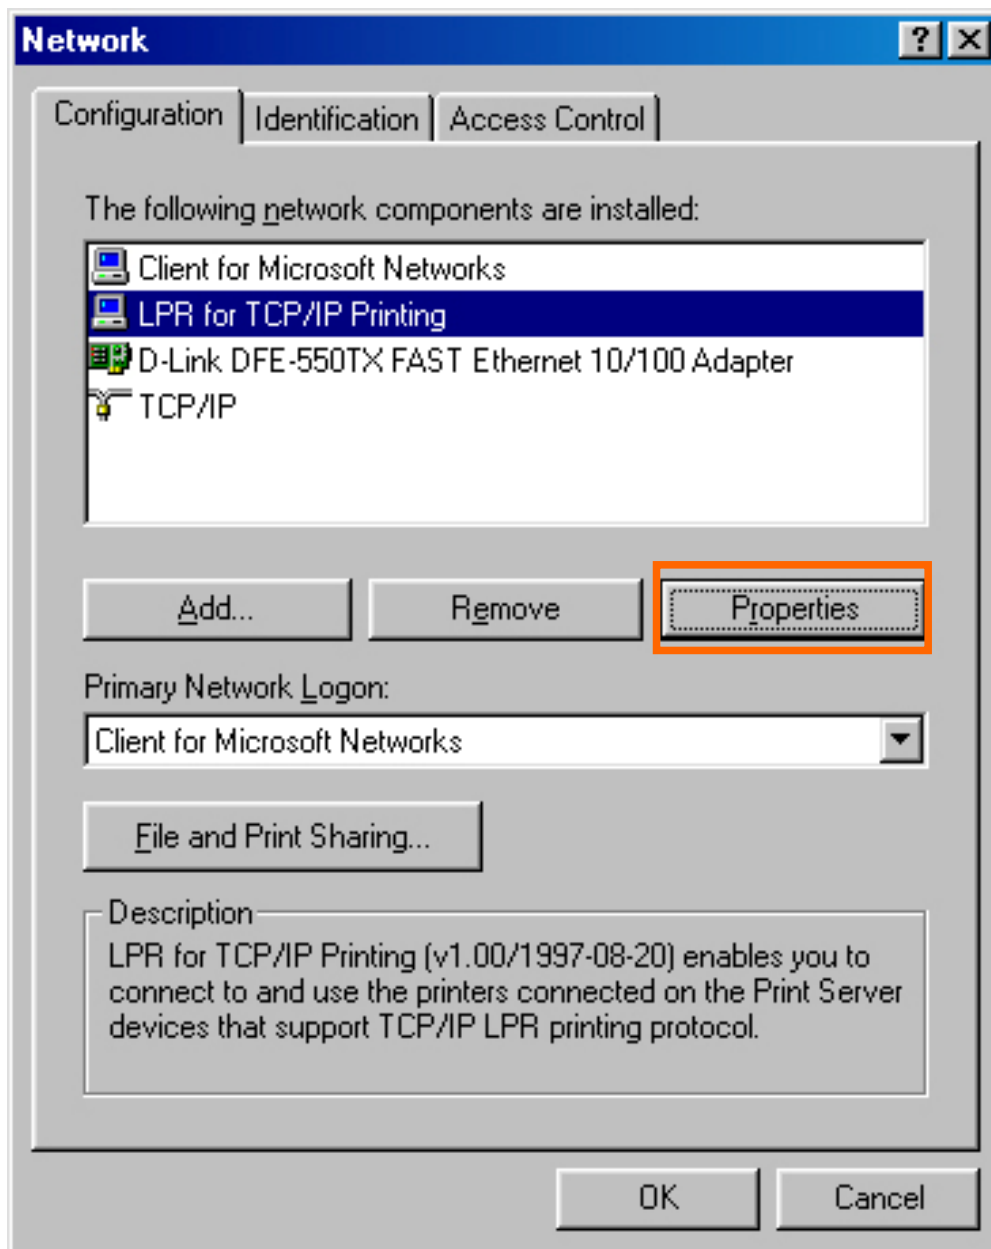 Network
Configuration Identification Access Control
The following network components are installed:
Client for Microsoft Networks
LPR for TCP/IP Printing
D-Link DFE-550TX FAST Ethernet 10/100 Adapter
TCP/IP
Add... Remove Properties
Primary Network Logon:
Client for Microsoft Networks
File and Print Sharing...
Description
LPR for TCP/IP Printing (v1.00/1997-08-20) enables you to
connect to and use the printers connected on the Print Server
devices that support TCP/IP LPR printing protocol.
OK Cancel